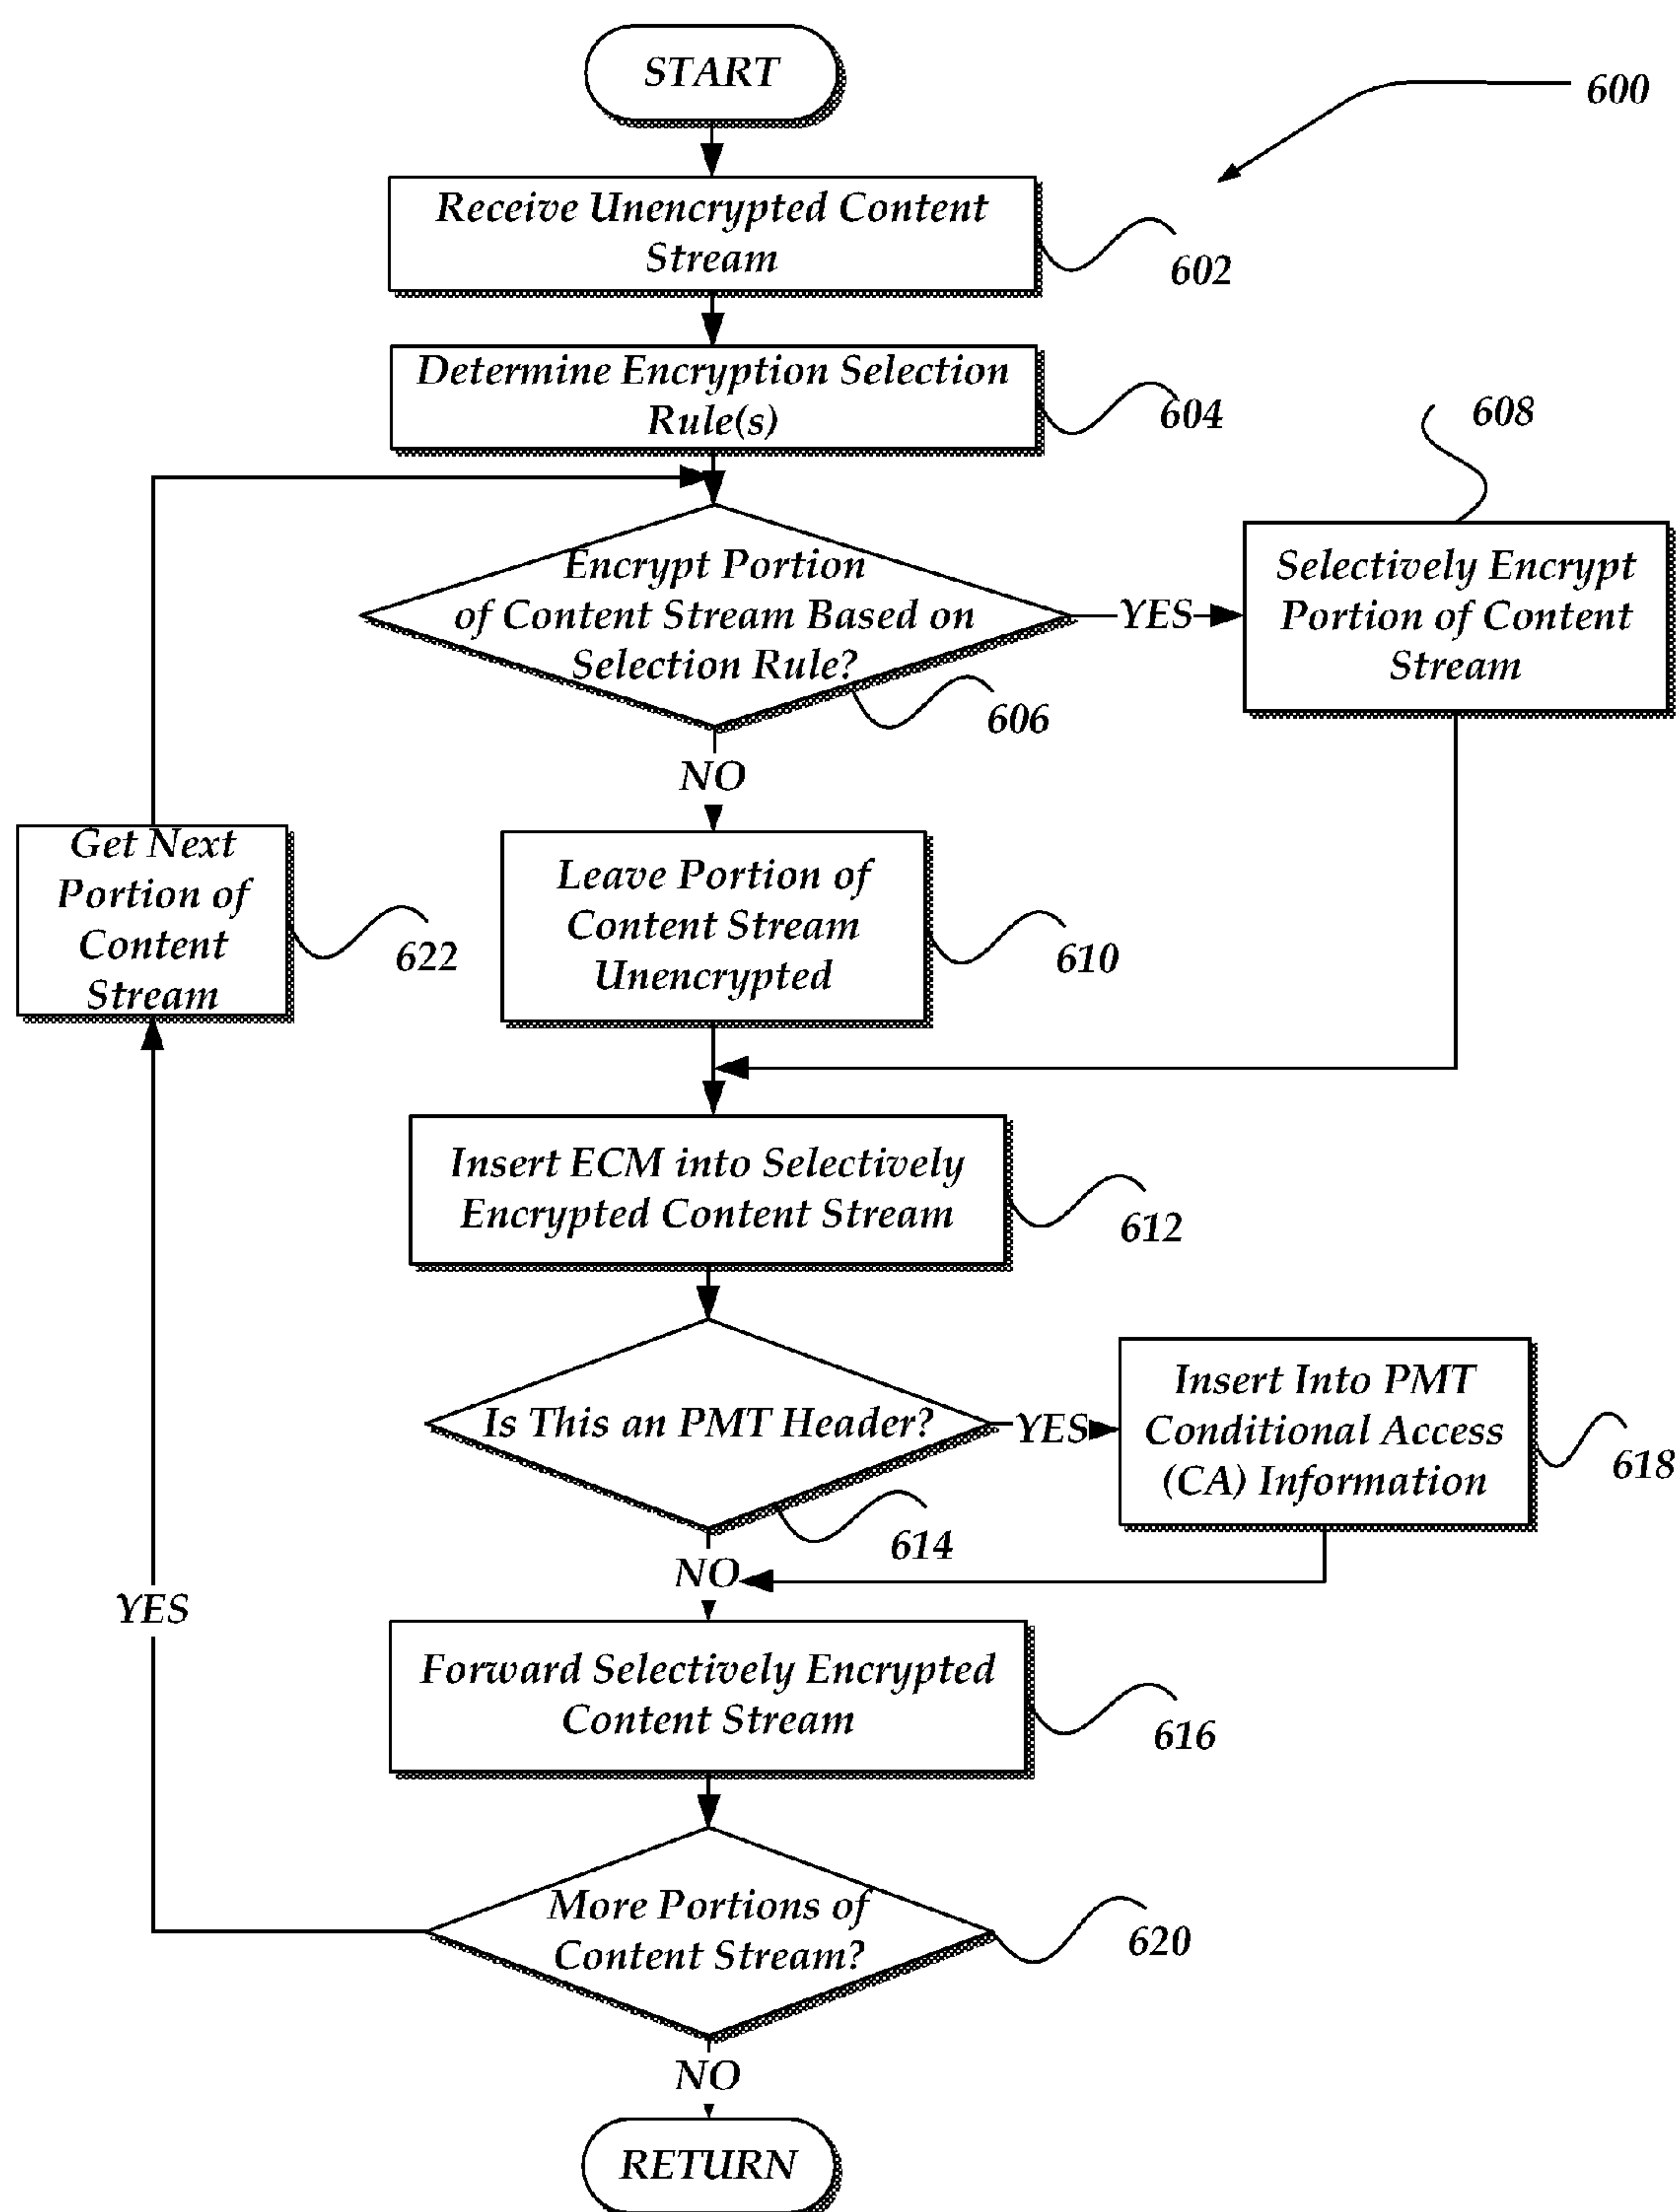 START
600
Receive Unencrypted Content
Stream
602
Determine Encryption Selection
Rule(s)
604
608
Encrypt Portion
of Content Stream Based on
Selection Rule?
606
YES
Selectively Encrypt
Portion of Content
Stream
NO
Get Next
Portion of
Content
Stream
622
Leave Portion of
Content Stream
Unencrypted
610
Insert ECM into Selectively
Encrypted Content Stream
612
Is This an PMT Header?
614
YES
Insert Into PMT
Conditional Access
(CA) Information
618
NO
YES
Forward Selectively Encrypted
Content Stream
616
More Portions of
Content Stream?
620
NO
RETURN